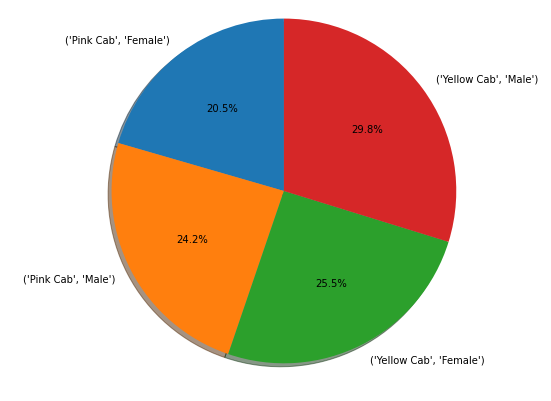 ('Pink Cab', 'Female')
20.5%
('Yellow Cab', 'Male')
29.8%
('Pink Cab', 'Male')
24.2%
('Yellow Cab', 'Female')
25.5%